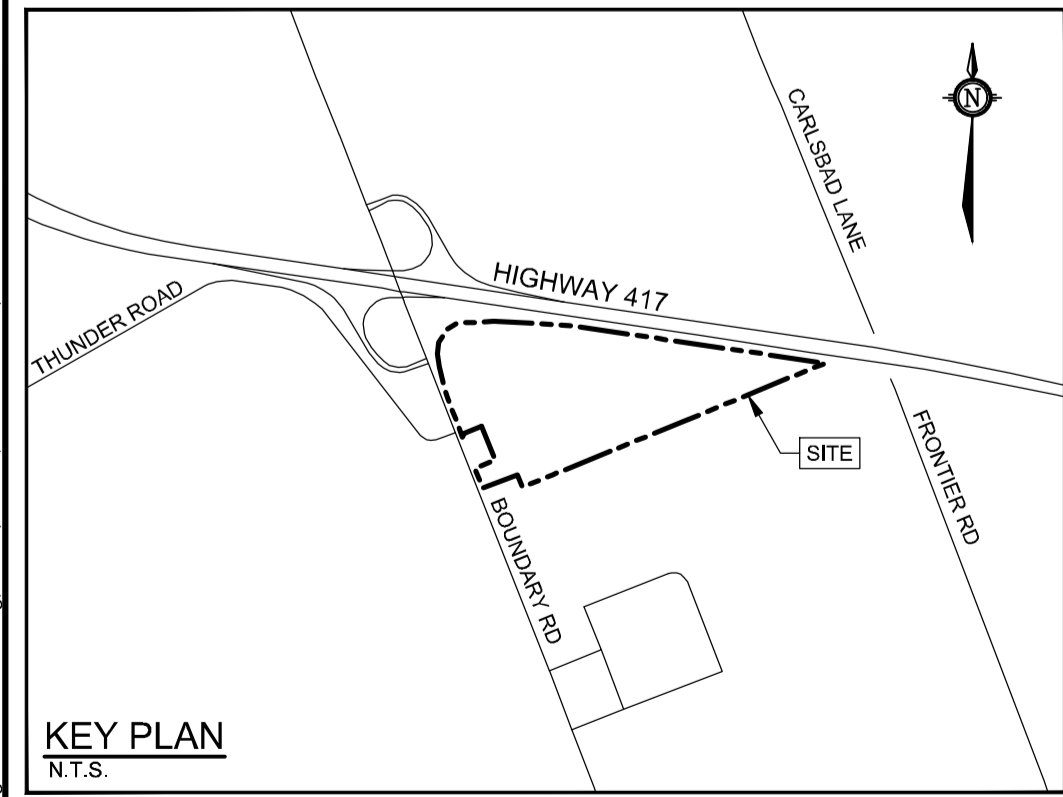 CARLSBAD LANE
N
HIGHWAY 417
THUNDER ROAD
SITE
FRONTIER RD
BOUNDARY RD
KEY PLAN
N.T.S.